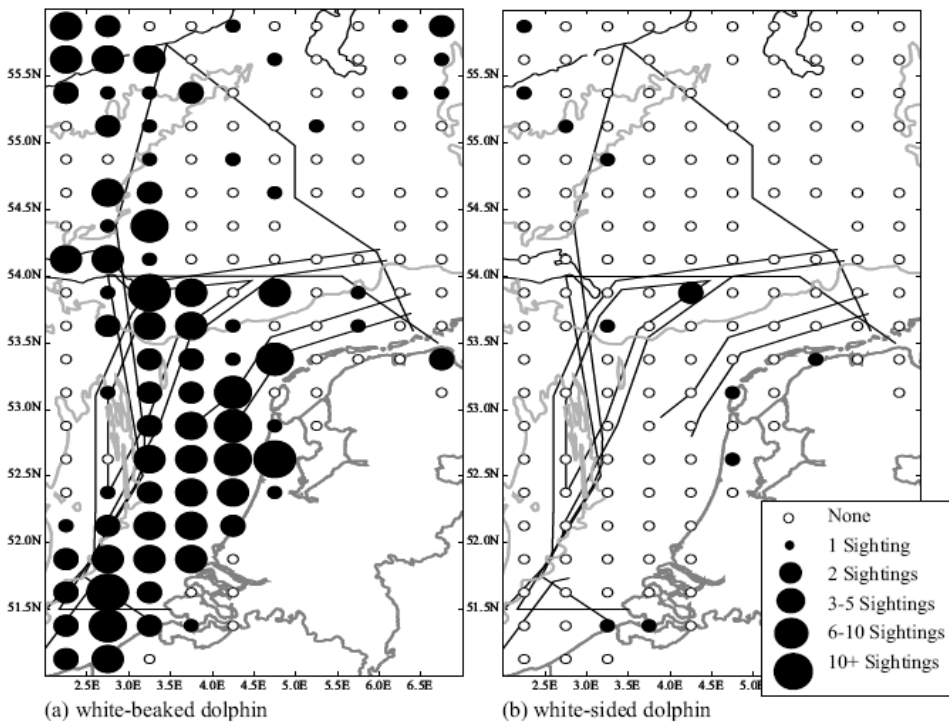 55.5N
55.0N
54.5N
54.0N
53.5N
53.0N
52.5N
52.0N
51.5N
2.5E 3.0E 3.5E 4.0E 4.5E 5.0E 5.5E 6.0E 6.5E
(a) white-beaked dolphin
55.5N
55.0N
54.5N
54.0N
53.5N
53.0N
52.5N
52.0N
51.5N
2.5E 3.0E 3.5E 4.0E 4.5E 5.0E
(b) white-sided dolphin
None
1 Sighting
2 Sightings
3-5 Sightings
6-10 Sightings
10+ Sightings